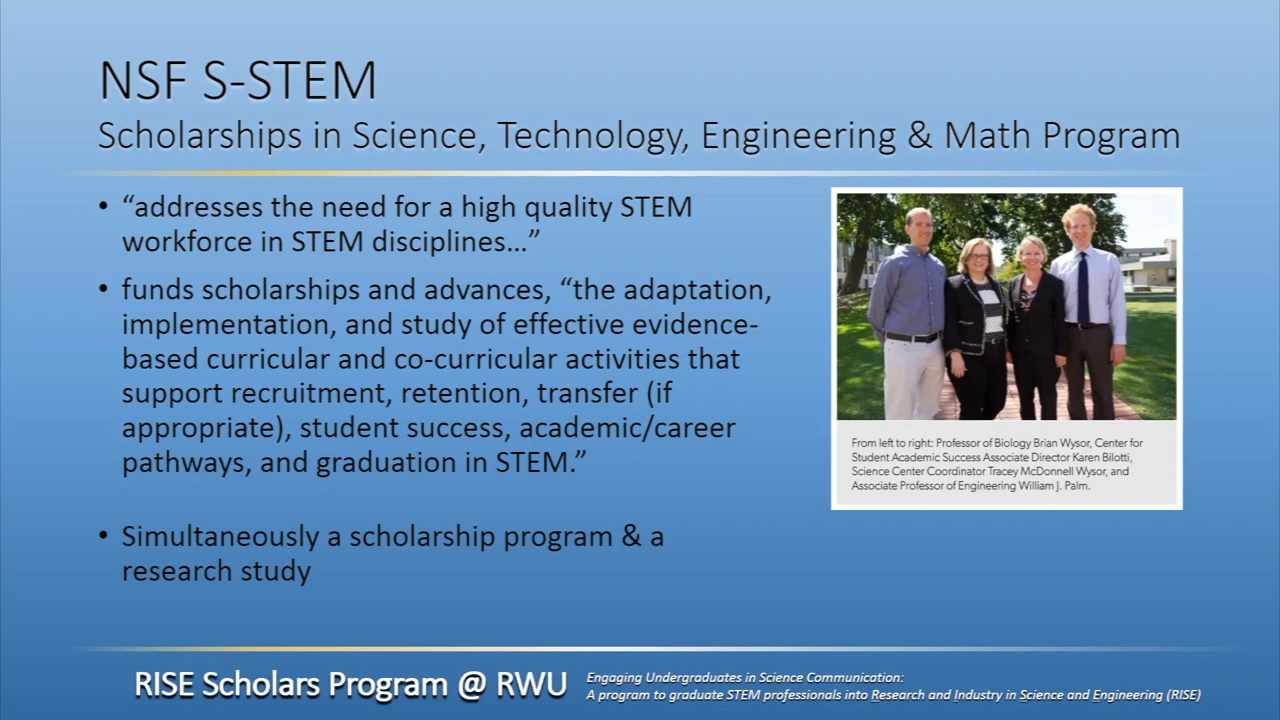 NSF S-STEM
Scholarships in Science, Technology, Engineering & Math Program
• “addresses the need for a high quality STEM
workforce in STEM disciplines…”
• funds scholarships and advances, “the adaptation,
implementation, and study of effective evidence-
based curricular and co-curricular activities that
support recruitment, retention, transfer (if
appropriate), student success, academic/career
pathways, and graduation in STEM.”
• Simultaneously a scholarship program & a
research study
From left to right: Professor of Biology Brian Wysor, Center for
Student Academic Success Associate Director Karen Bilotti,
Science Center Coordinator Tracey McDonnell Wysor, and
Associate Professor of Engineering William J. Palm.
RISE Scholars Program @ RWU
Engaging Undergraduates in Science Communication:
A program to graduate STEM professionals into Research and Industry in Science and Engineering (RISE)